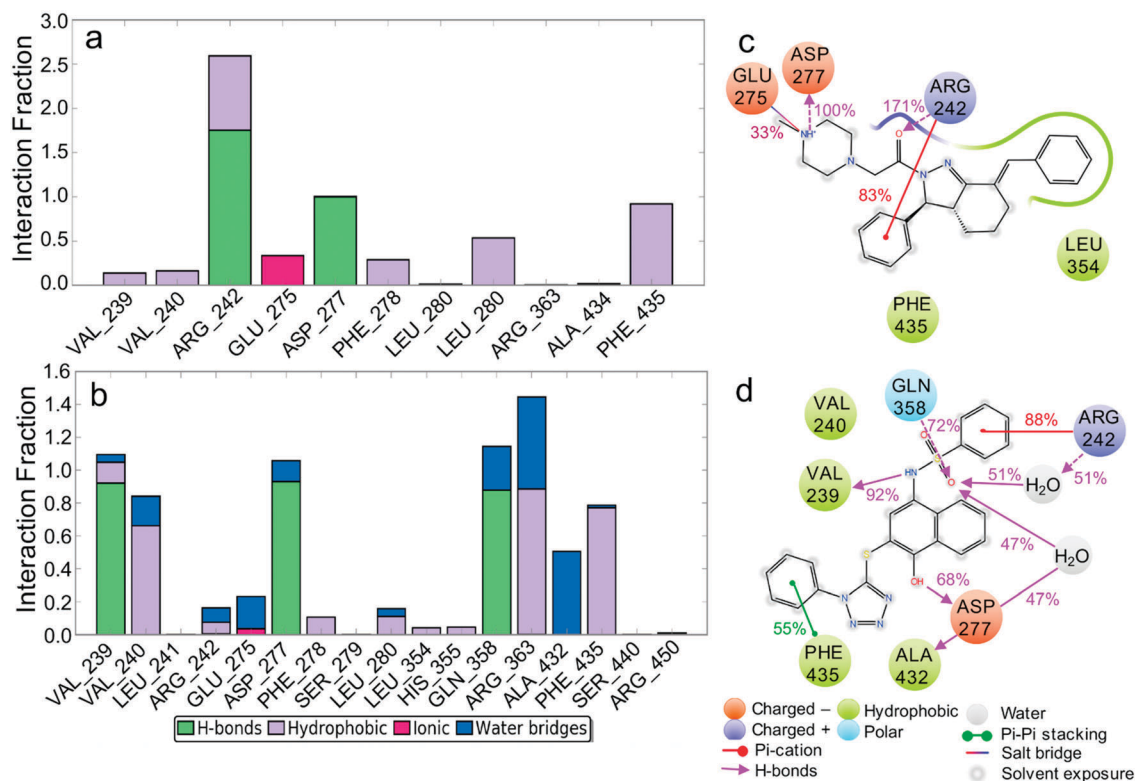 a
Interaction Fraction
3.0
2.5
2.0
1.5
1.0
0.5
0.0
VAL_239
VAL_240
ARG_242
GLU_275
ASP_277
PHE_278
LEU_280
LEU_280
ARG_363
ALA_434
PHE_435
b
Interaction Fraction
1.6
1.4
1.2
1.0
0.8
0.6
0.4
0.2
0.0
VAL_239
VAL_240
LEU_241
ARG_242
GLU_275
ASP_277
PHE_278
SER_279
LEU_280
LEU_354
HIS_355
GLN_358
ARG_363
ALA_432
PHE_435
SER_440
ARG_450
H-bonds Hydrophobic Ionic Water bridges
c
ASP
277
GLU
275
ARG
242
100%
171%
33%
NH+
O
N
N
N
83%
LEU
354
PHE
435
d
GLN
358
VAL
240
ARG
242
72%
88%
O
S
O
HN
51%
H₂O
51%
VAL
239
92%
47%
H₂O
S
OH
68%
47%
N
N
N
N
ASP
277
55%
PHE
435
ALA
432
Charged –
Hydrophobic
Water
Charged +
Polar
Pi-Pi stacking
Pi-cation
Salt bridge
H-bonds
Solvent exposure